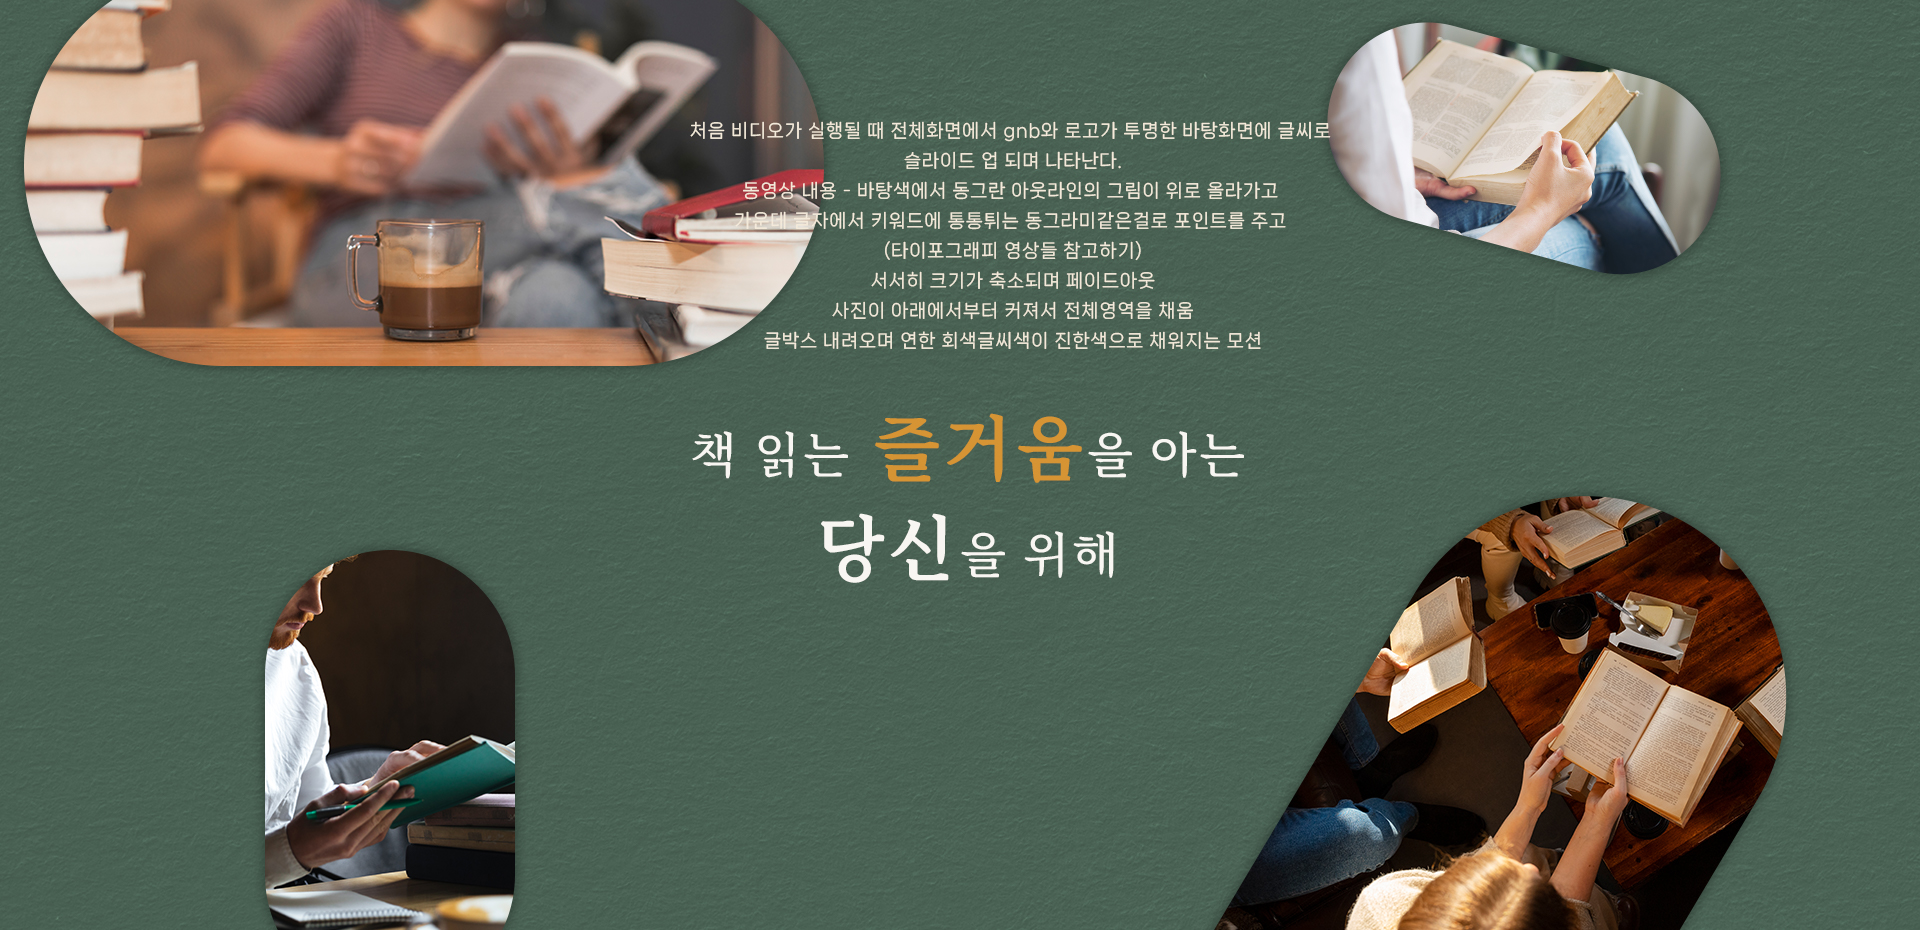 처음 비디오가 실행될 때 전체화면에서 gnb와 로고가 투명한 바탕화면에 글씨로
슬라이드 업 되며 나타난다.
동영상 내용 - 바탕색에서 동그란 아웃라인의 그림이 위로 올라가고
가운데 글자에서 키워드에 통통튀는 동그라미같은걸로 포인트를 주고
(타이포그래피 영상들 참고하기)
서서히 크기가 축소되며 페이드아웃
사진이 아래에서부터 커져서 전체영역을 채움
글박스 내려오며 연한 회색글씨색이 진한색으로 채워지는 모션
책 읽는 즐거움을 아는
당신을 위해